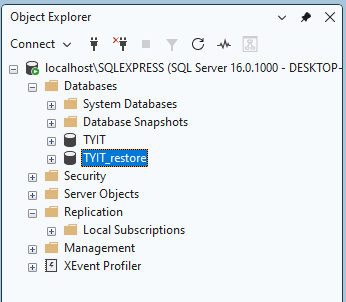 Object Explorer
Connect
localhost\SQLEXPRESS (SQL Server 16.0.1000 - DESKTOP-
Databases
System Databases
Database Snapshots
TYIT
TYIT_restore
Security
Server Objects
Replication
Local Subscriptions
Management
XEvent Profiler